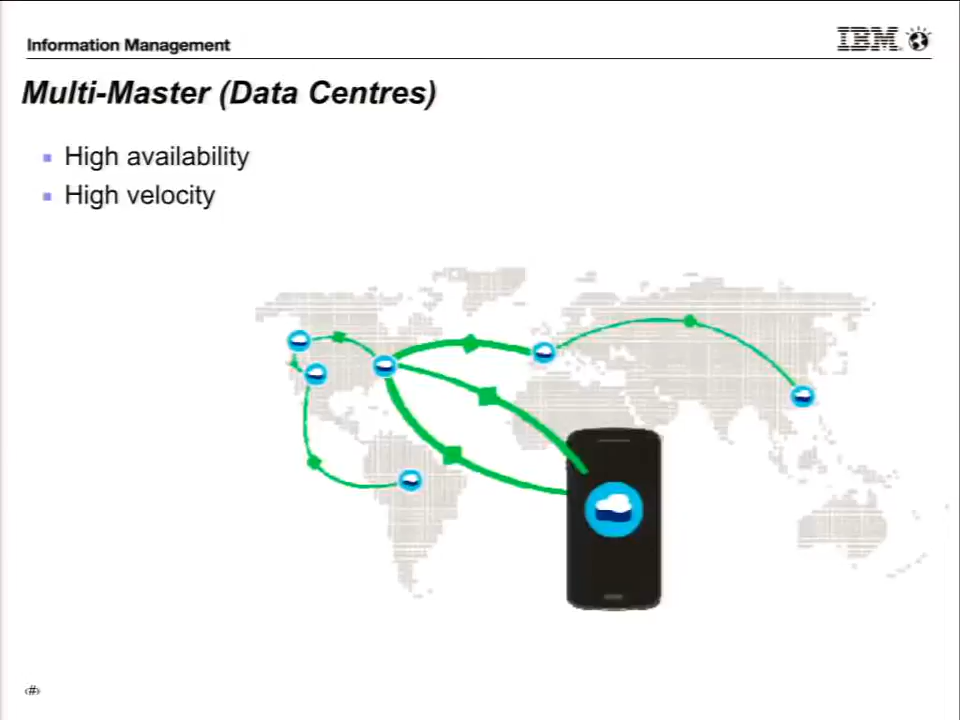 Information Management
IBM
Multi-Master (Data Centres)
▪ High availability
▪ High velocity
‹#›